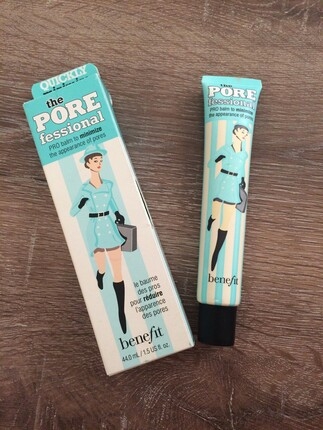 QUICKLY
the
PORE
fessional
PRO balm to minimize
the appearance of pores
le baume
des pros
pour réduire
l'apparence
des pores
benefit
44.0 mL / 1.5 US fl. oz.
the
PORE
fessional
PRO balm to minimize
the appearance of pores
benefit